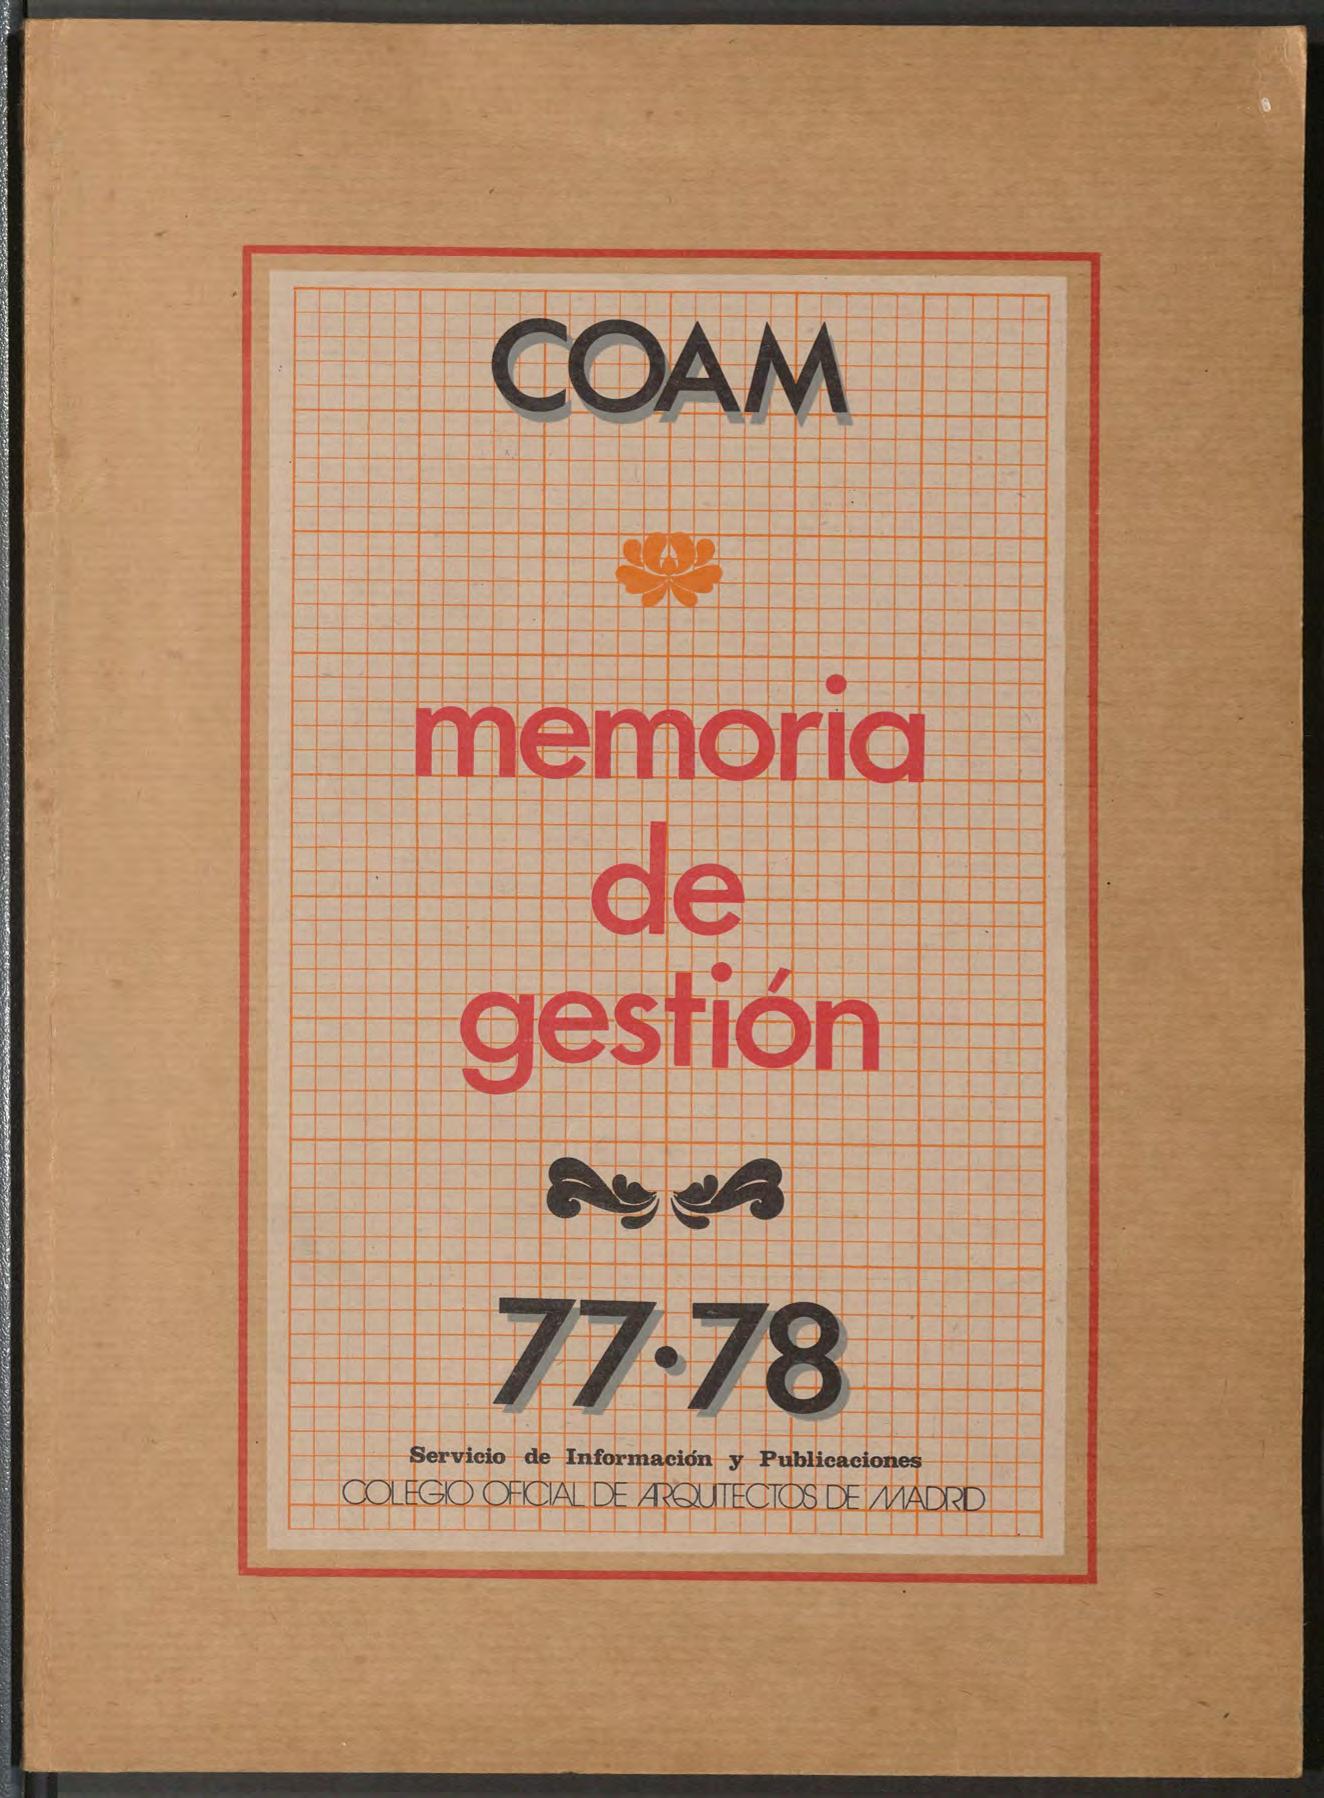 COAM
memoria
de
gestión
77·78
Servicio de Información y Publicaciones
COLEGIO OFICIAL DE ARQUITECTOS DE MADRID